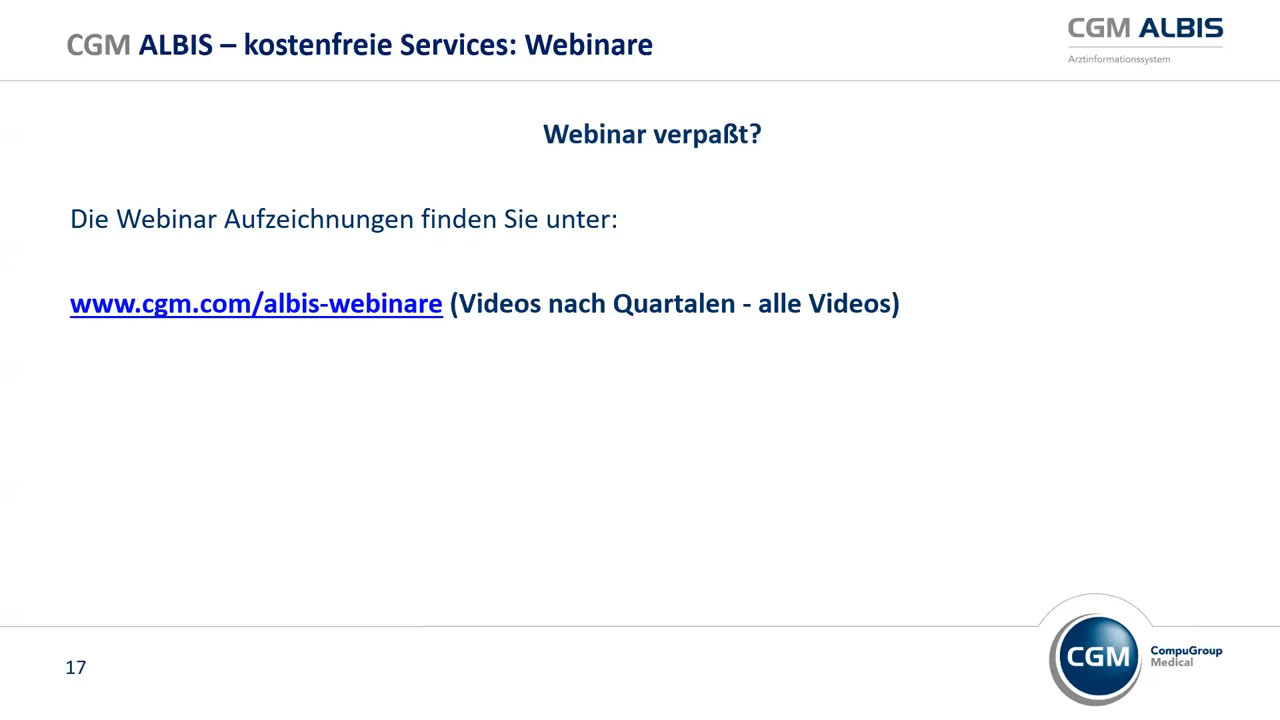 CGM ALBIS – kostenfreie Services: Webinare
CGM ALBIS
Arztinformationssystem
Webinar verpaßt?
Die Webinar Aufzeichnungen finden Sie unter:
www.cgm.com/albis-webinare (Videos nach Quartalen - alle Videos)
17
CGM
CompuGroup
Medical